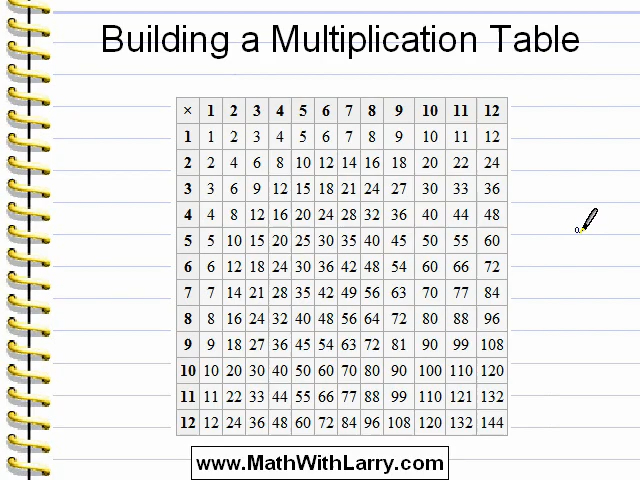 Building a Multiplication Table
× 1 2 3 4 5 6 7 8 9 10 11 12
1 1 2 3 4 5 6 7 8 9 10 11 12
2 2 4 6 8 10 12 14 16 18 20 22 24
3 3 6 9 12 15 18 21 24 27 30 33 36
4 4 8 12 16 20 24 28 32 36 40 44 48
5 5 10 15 20 25 30 35 40 45 50 55 60
6 6 12 18 24 30 36 42 48 54 60 66 72
7 7 14 21 28 35 42 49 56 63 70 77 84
8 8 16 24 32 40 48 56 64 72 80 88 96
9 9 18 27 36 45 54 63 72 81 90 99 108
10 10 20 30 40 50 60 70 80 90 100 110 120
11 11 22 33 44 55 66 77 88 99 110 121 132
12 12 24 36 48 60 72 84 96 108 120 132 144
www.MathWithLarry.com